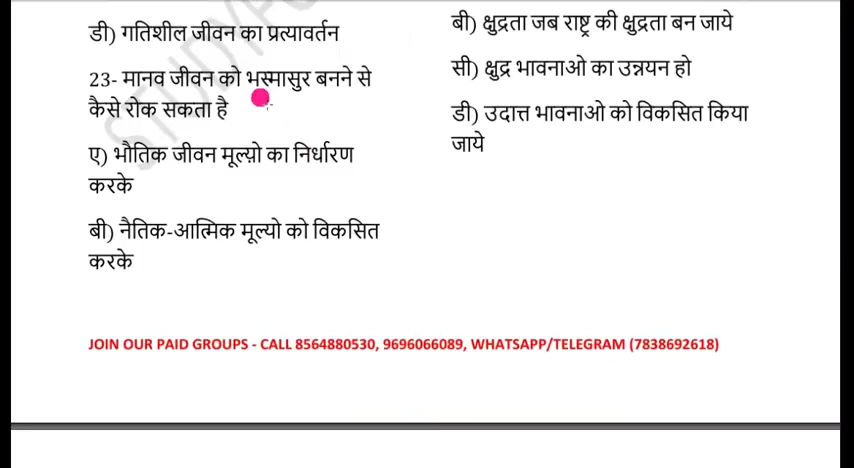 डी) गतिशील जीवन का प्रत्यावर्तन
23- मानव जीवन को भस्मासुर बनने से
कैसे रोक सकता है
ए) भौतिक जीवन मूल्यो का निर्धारण
करके
बी) नैतिक-आत्मिक मूल्यो को विकसित
करके
बी) क्षुद्रता जब राष्ट्र की क्षुद्रता बन जाये
सी) क्षुद्र भावनाओ का उन्नयन हो
डी) उदात्त भावनाओ को विकसित किया
जाये
JOIN OUR PAID GROUPS - CALL 8564880530, 9696066089, WHATSAPP/TELEGRAM (7838692618)